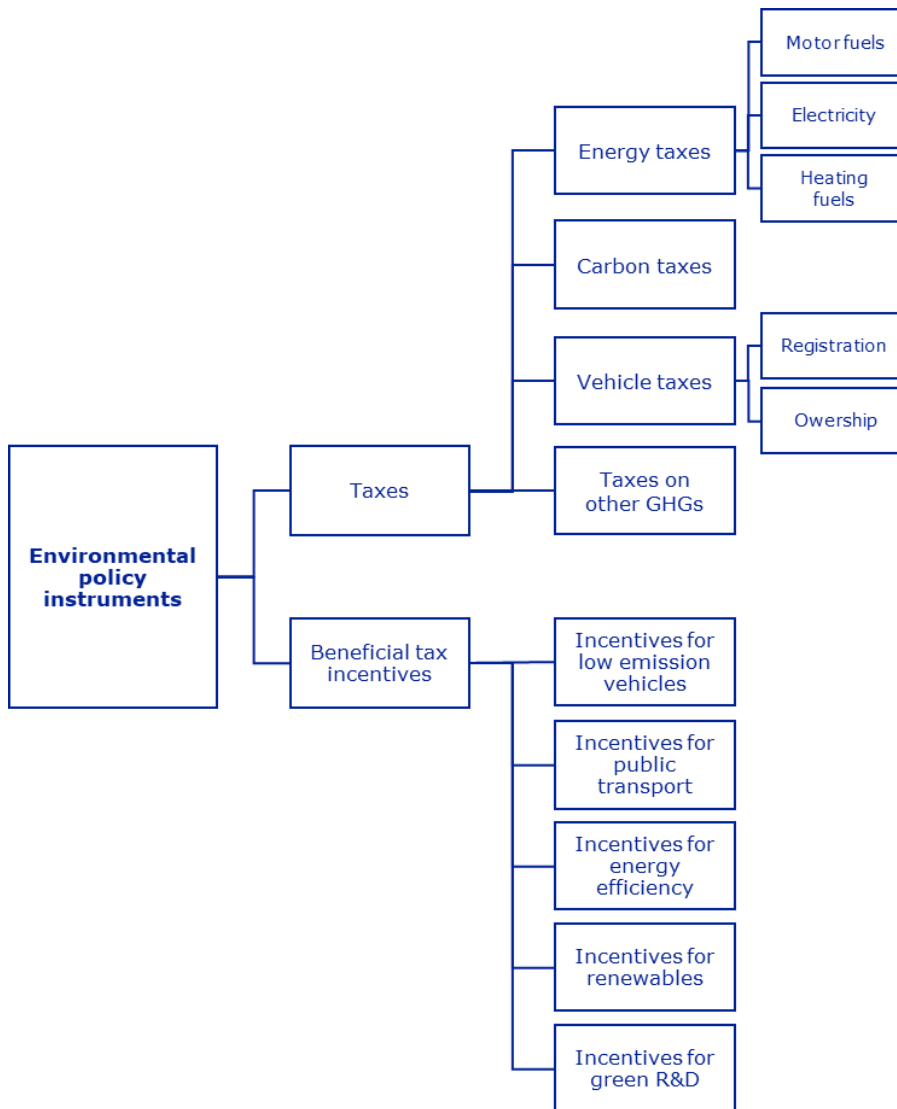 Environmental
policy
instruments
Taxes
Energy taxes
Motor fuels
Electricity
Heating
fuels
Carbon taxes
Vehicle taxes
Registration
Owership
Taxes on
other GHGs
Beneficial tax
incentives
Incentives for
low emission
vehicles
Incentives for
public
transport
Incentives for
energy
efficiency
Incentives for
renewables
Incentives for
green R&D